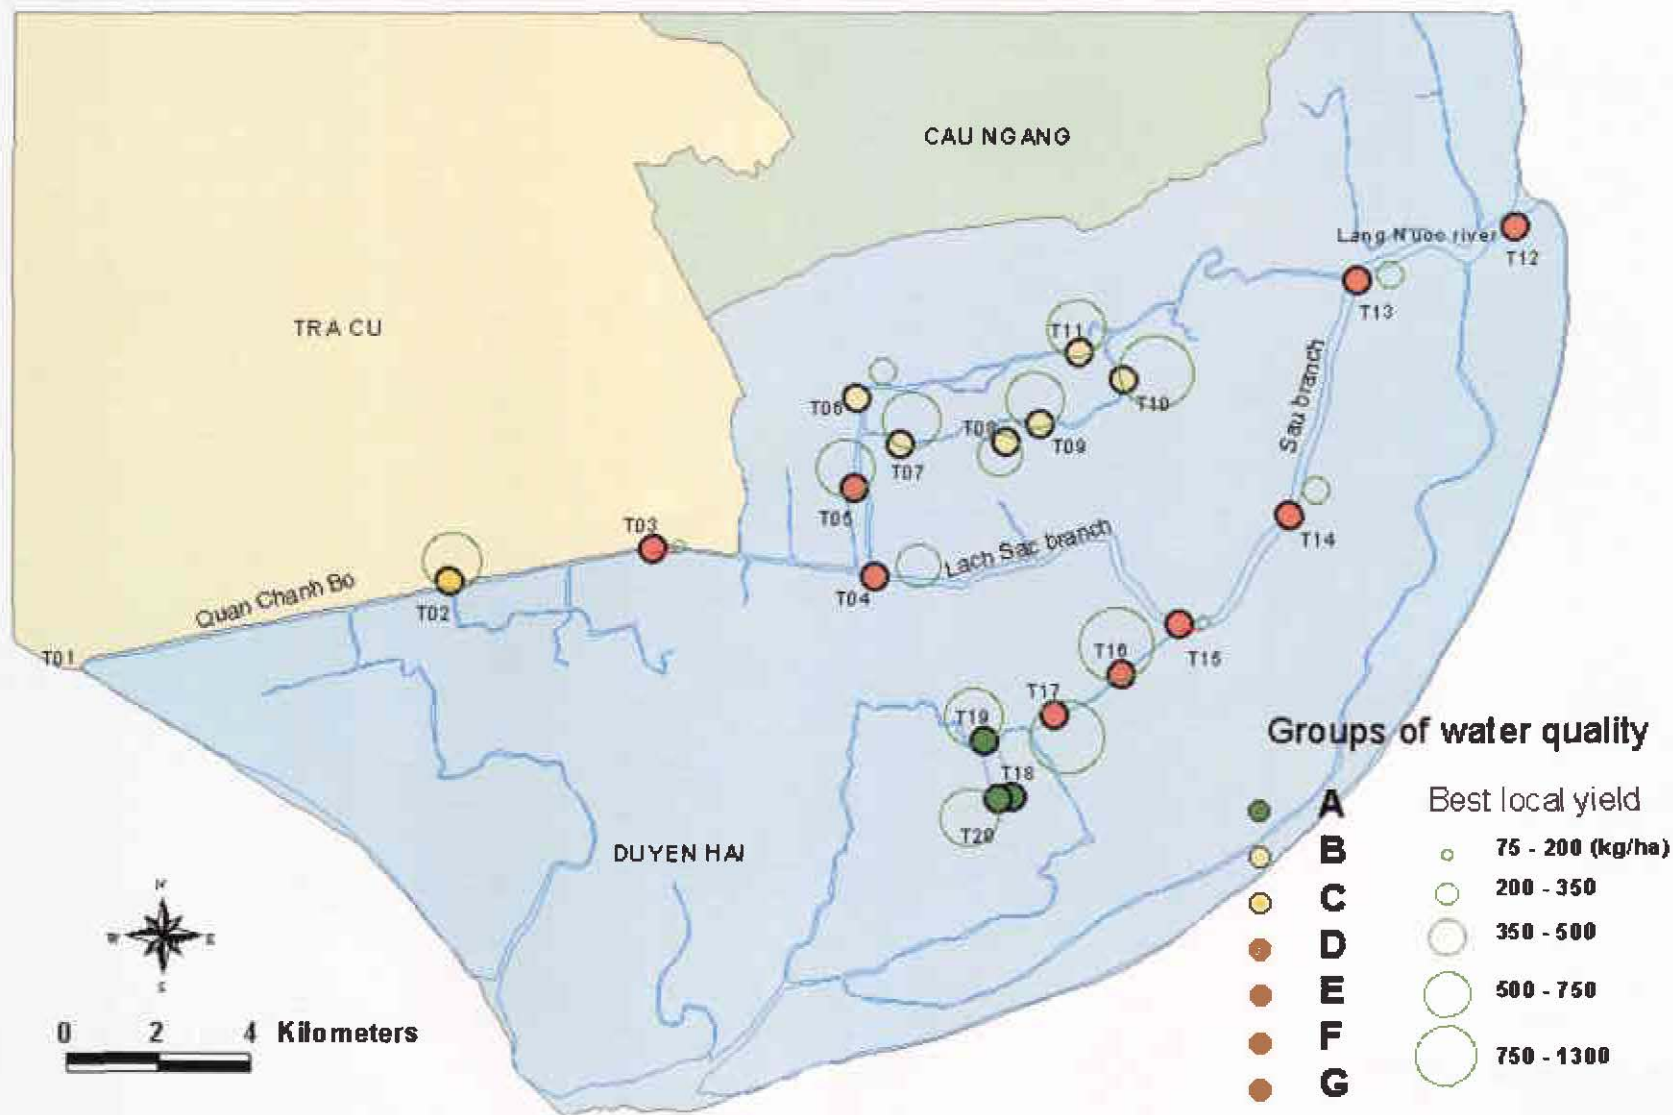 CAU NGANG
Lang Nuoc river
T12
T13
TRA CU
T11
Sau branch
T06
T10
T08
T09
T07
T05
T03
T14
Lach Sac branch
Quan Chanh Bo
T02
T04
T01
T16
T15
T17
T19
T18
T20
DUYEN HAI
Groups of water quality
A
B
C
D
E
F
G
Best local yield
75 - 200 (kg/ha)
200 - 350
350 - 500
500 - 750
750 - 1300
N
W E
S
0 2 4 Kilometers